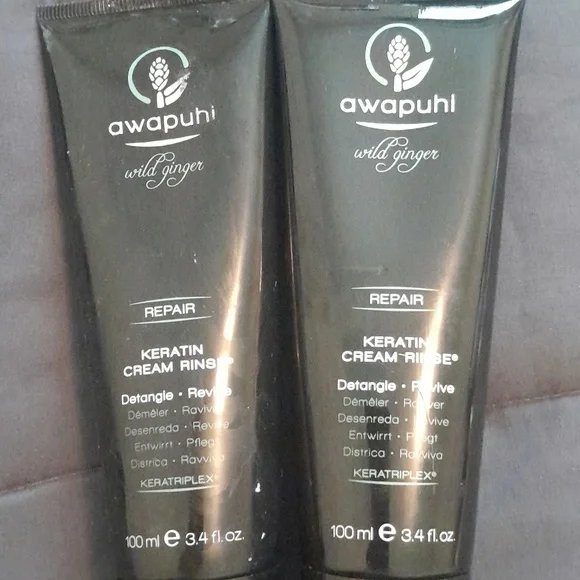 awapuhi
wild ginger
REPAIR
KERATIN
CREAM RINSE®
Detangle • Revive
Démêler • Raviver
Desenreda • Revive
Entwirrt • Pflegt
Districa • Ravviva
KERATRIPLEX®
100 ml e 3.4 fl. oz.
awapuhi
wild ginger
REPAIR
KERATIN
CREAM RINSE®
Detangle • Revive
Démêler • Raviver
Desenreda • Revive
Entwirrt • Pflegt
Districa • Ravviva
KERATRIPLEX®
100 ml e 3.4 fl. oz.